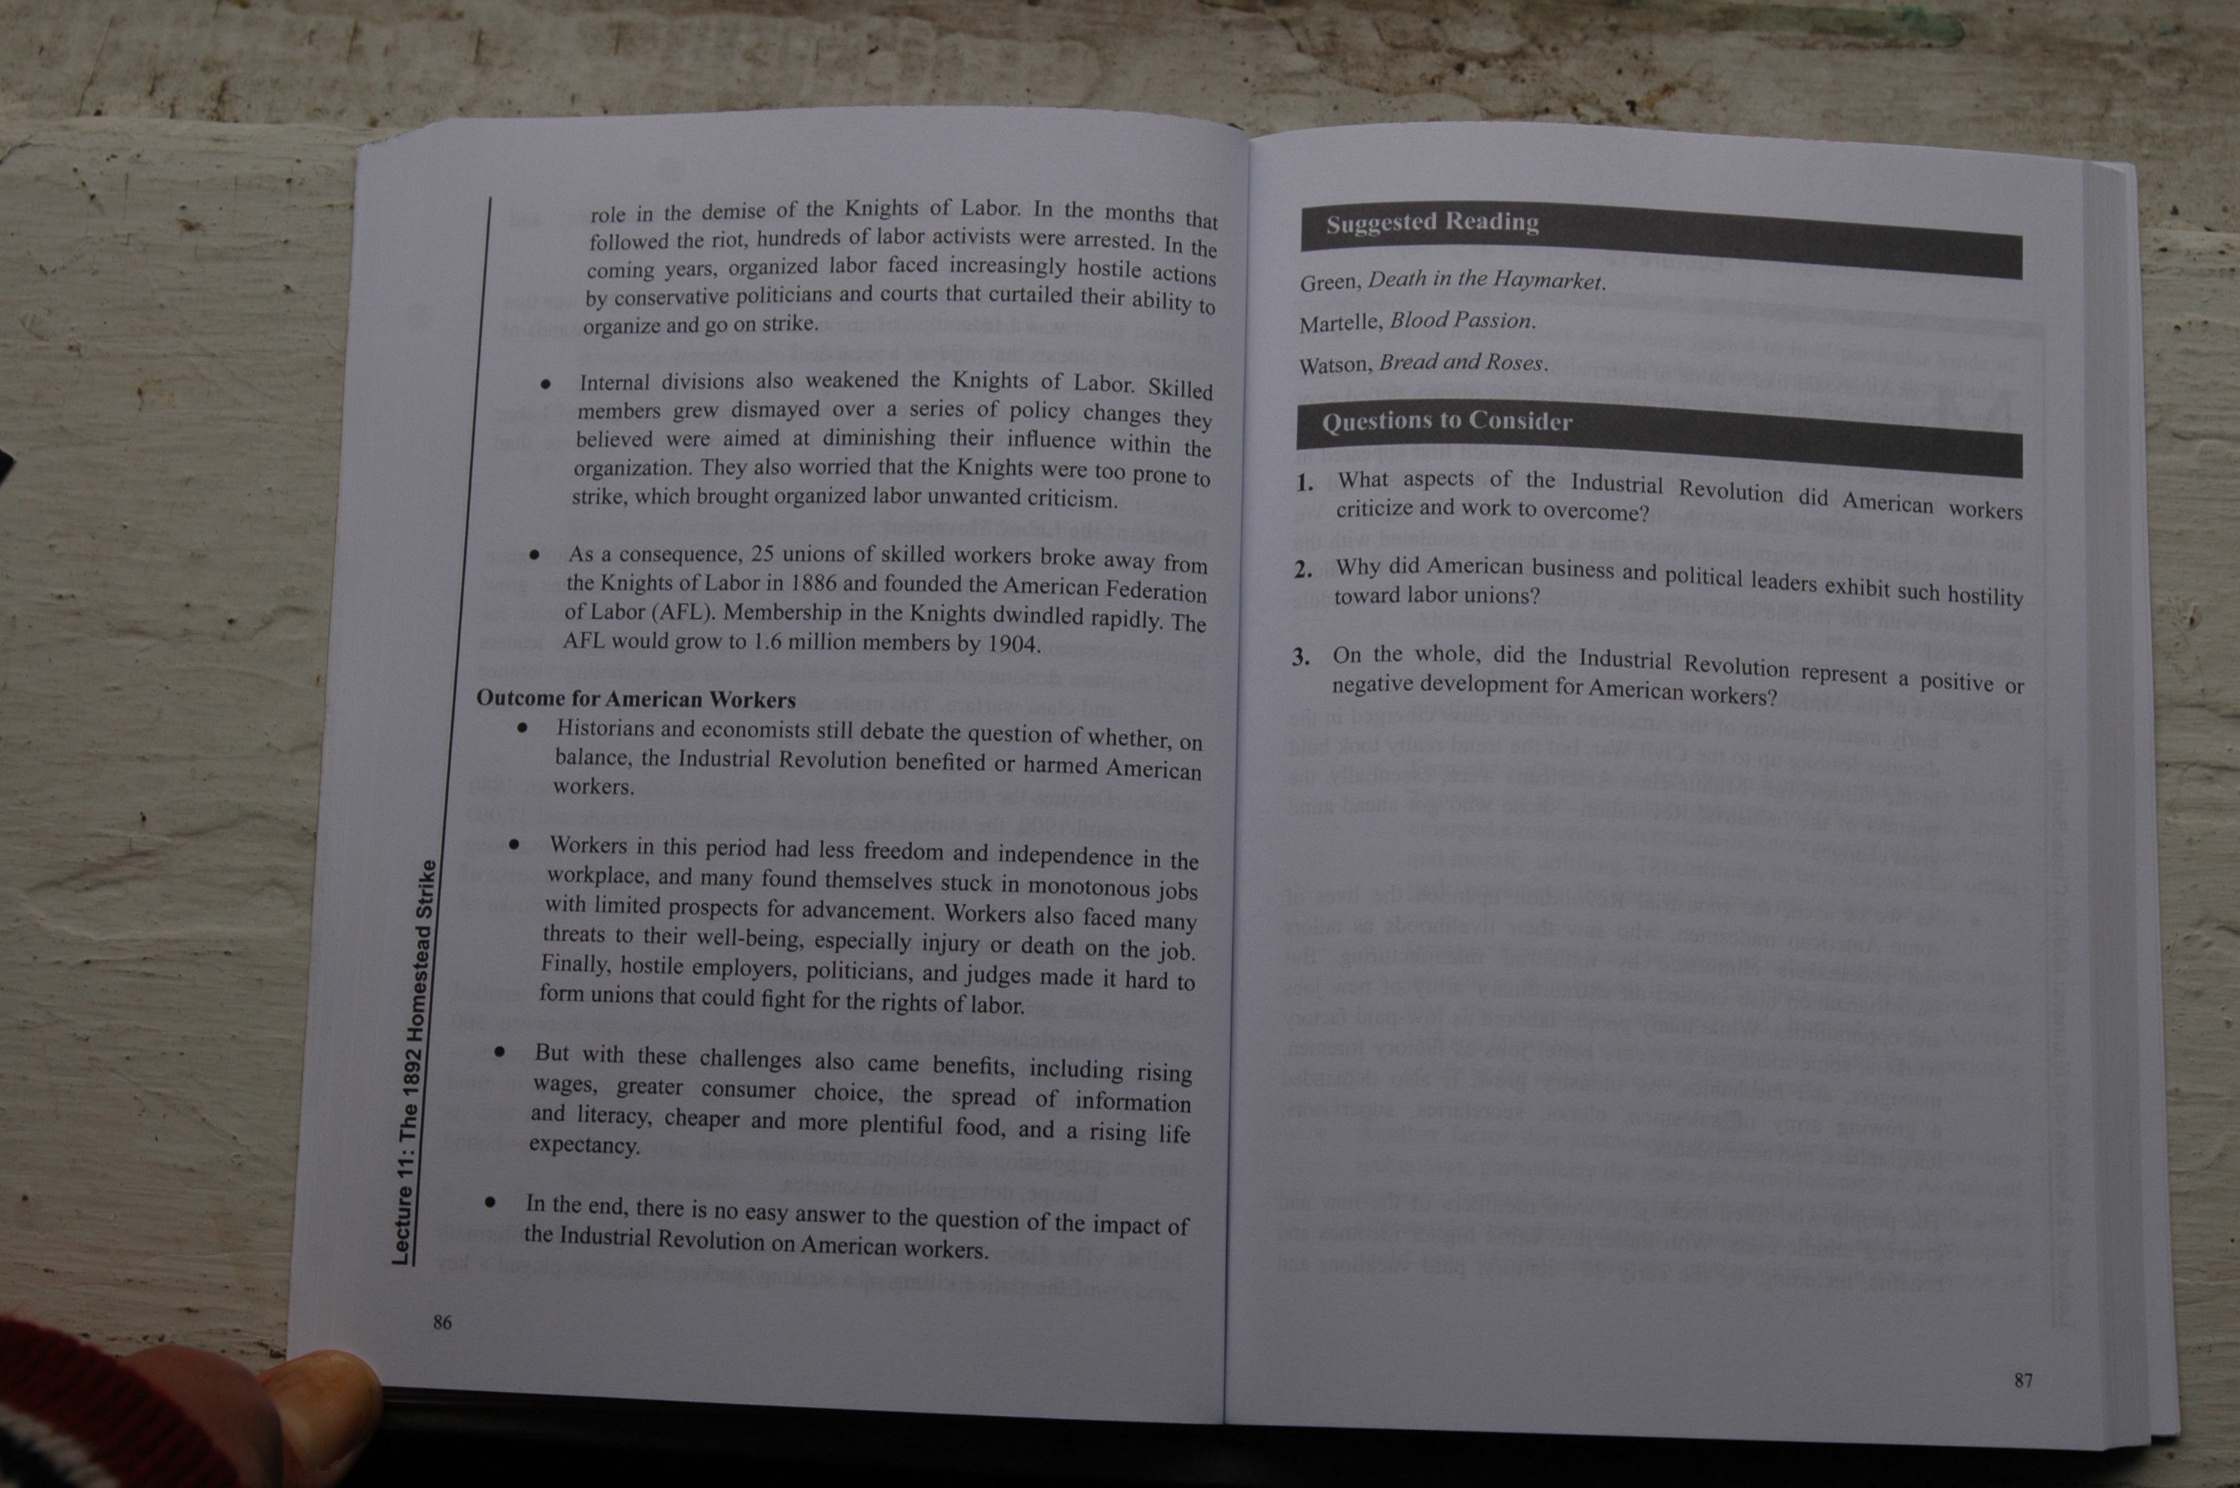 role in the demise of the Knights of Labor. In the months that
followed the riot, hundreds of labor activists were arrested. In the
coming years, organized labor faced increasingly hostile actions
by conservative politicians and courts that curtailed their ability to
organize and go on strike.
• Internal divisions also weakened the Knights of Labor. Skilled
members grew dismayed over a series of policy changes they
believed were aimed at diminishing their influence within the
organization. They also worried that the Knights were too prone to
strike, which brought organized labor unwanted criticism.
• As a consequence, 25 unions of skilled workers broke away from
the Knights of Labor in 1886 and founded the American Federation
of Labor (AFL). Membership in the Knights dwindled rapidly. The
AFL would grow to 1.6 million members by 1904.
Outcome for American Workers
• Historians and economists still debate the question of whether, on
balance, the Industrial Revolution benefited or harmed American
workers.
• Workers in this period had less freedom and independence in the
workplace, and many found themselves stuck in monotonous jobs
with limited prospects for advancement. Workers also faced many
threats to their well-being, especially injury or death on the job.
Finally, hostile employers, politicians, and judges made it hard to
form unions that could fight for the rights of labor.
• But with these challenges also came benefits, including rising
wages, greater consumer choice, the spread of information
and literacy, cheaper and more plentiful food, and a rising life
expectancy.
• In the end, there is no easy answer to the question of the impact of
the Industrial Revolution on American workers.
Lecture 11: The 1892 Homestead Strike
86
Suggested Reading
Green, Death in the Haymarket.
Martelle, Blood Passion.
Watson, Bread and Roses.
Questions to Consider
1. What aspects of the Industrial Revolution did American workers
criticize and work to overcome?
2. Why did American business and political leaders exhibit such hostility
toward labor unions?
3. On the whole, did the Industrial Revolution represent a positive or
negative development for American workers?
87